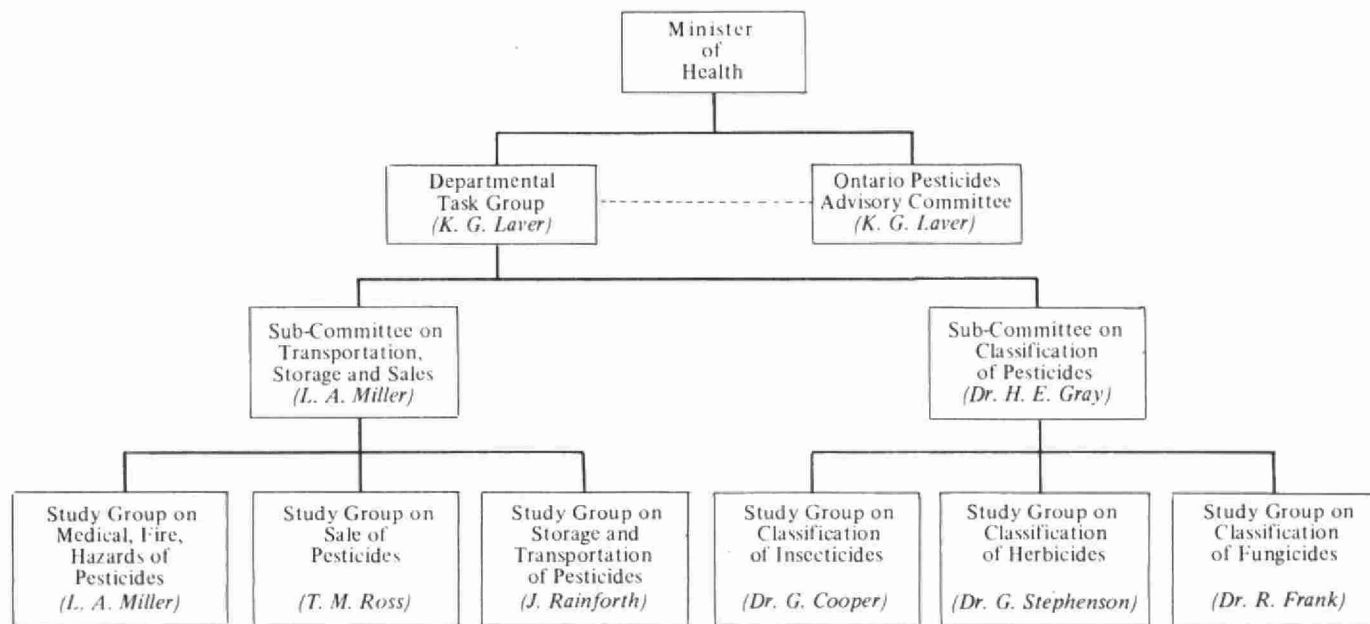 Minister
of
Health
Departmental
Task Group
(K. G. Laver)
Ontario Pesticides
Advisory Committee
(K. G. Laver)
Sub-Committee on
Transportation,
Storage and Sales
(L. A. Miller)
Sub-Committee on
Classification
of Pesticides
(Dr. H. E. Gray)
Study Group on
Medical, Fire,
Hazards of
Pesticides
(L. A. Miller)
Study Group on
Sale of
Pesticides
(T. M. Ross)
Study Group on
Storage and
Transportation
of Pesticides
(J. Rainforth)
Study Group on
Classification
of Insecticides
(Dr. G. Cooper)
Study Group on
Classification
of Herbicides
(Dr. G. Stephenson)
Study Group on
Classification
of Fungicides
(Dr. R. Frank)